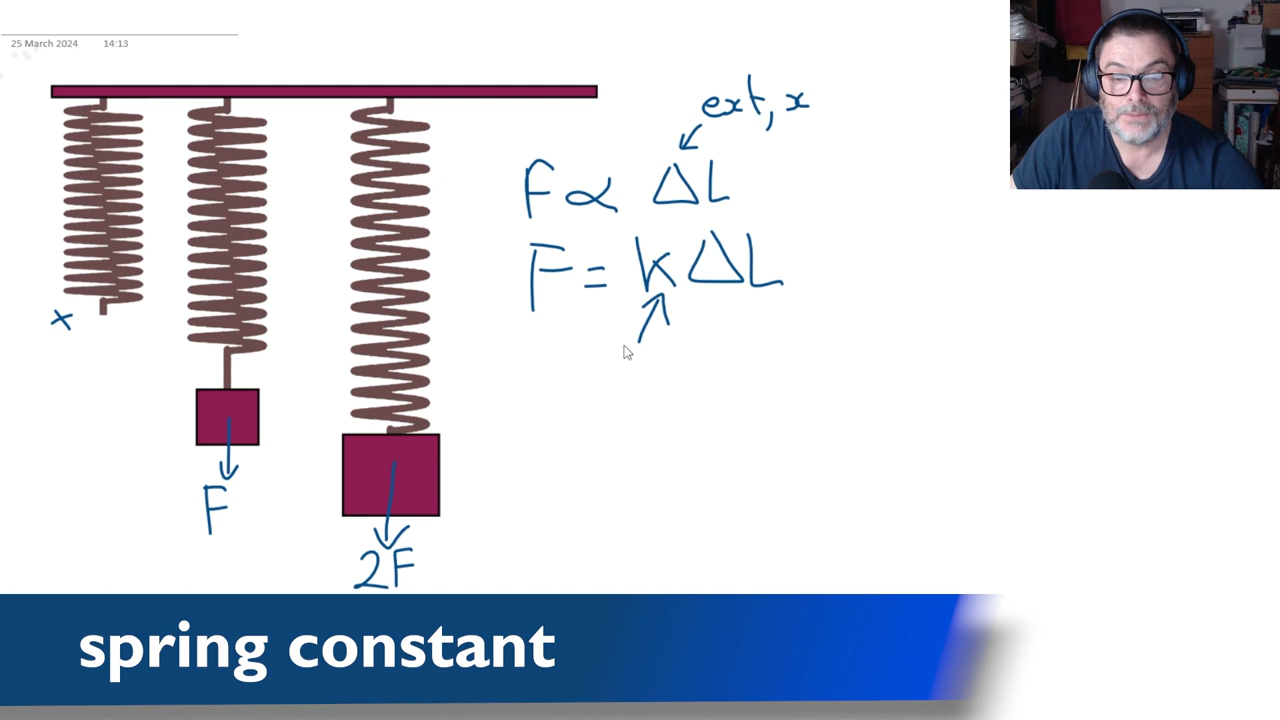 25 March 2024 14:13
ext, x
F ∝ ΔL
F = kΔL
x
F
2F
spring constant